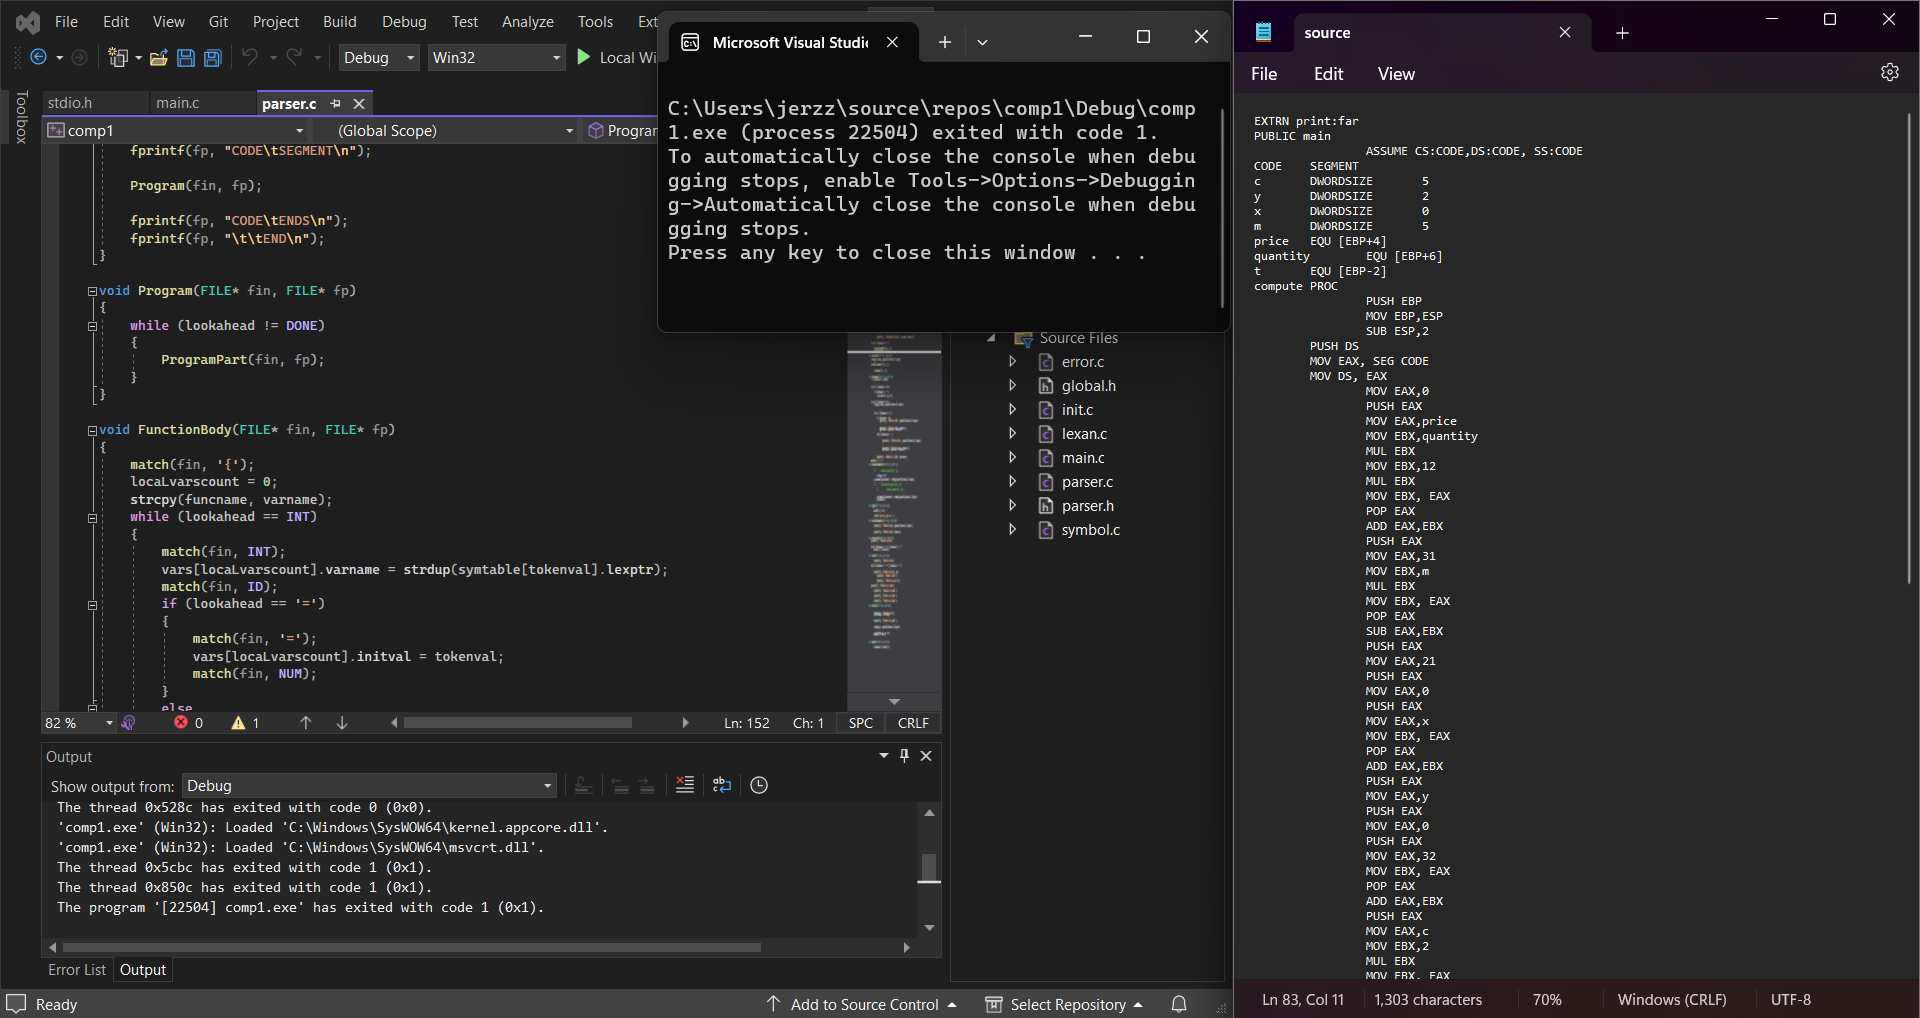 File Edit View Git Project Build Debug Test Analyze Tools Ext
Debug Win32 Local Wi
Toolbox
stdio.h main.c parser.c
comp1 (Global Scope) Program
fprintf(fp, "CODE\tSEGMENT\n");
Program(fin, fp);
fprintf(fp, "CODE\tENDS\n");
fprintf(fp, "\t\tEND\n");
}
void Program(FILE* fin, FILE* fp)
{
while (lookahead != DONE)
{
ProgramPart(fin, fp);
}
}
void FunctionBody(FILE* fin, FILE* fp)
{
match(fin, '{');
locaLvarscount = 0;
strcpy(funcname, varname);
while (lookahead == INT)
{
match(fin, INT);
vars[locaLvarscount].varname = strdup(symtable[tokenval].lexptr);
match(fin, ID);
if (lookahead == '=')
{
match(fin, '=');
vars[locaLvarscount].initval = tokenval;
match(fin, NUM);
}
else
82 % 0 1 Ln: 152 Ch: 1 SPC CRLF
Output
Show output from: Debug
The thread 0x528c has exited with code 0 (0x0).
'comp1.exe' (Win32): Loaded 'C:\Windows\SysWOW64\kernel.appcore.dll'.
'comp1.exe' (Win32): Loaded 'C:\Windows\SysWOW64\msvcrt.dll'.
The thread 0x5cbc has exited with code 1 (0x1).
The thread 0x850c has exited with code 1 (0x1).
The program '[22504] comp1.exe' has exited with code 1 (0x1).
Error List Output
Ready Add to Source Control Select Repository
Microsoft Visual Studi
C:\Users\jerzz\source\repos\comp1\Debug\comp
1.exe (process 22504) exited with code 1.
To automatically close the console when debu
gging stops, enable Tools->Options->Debuggin
g->Automatically close the console when debu
gging stops.
Press any key to close this window . . .
Source Files
error.c
global.h
init.c
lexan.c
main.c
parser.c
parser.h
symbol.c
source
File Edit View
EXTRN print:far
PUBLIC main
ASSUME CS:CODE,DS:CODE, SS:CODE
CODE SEGMENT
c DWORDSIZE 5
y DWORDSIZE 2
x DWORDSIZE 0
m DWORDSIZE 5
price EQU [EBP+4]
quantity EQU [EBP+6]
t EQU [EBP-2]
compute PROC
PUSH EBP
MOV EBP,ESP
SUB ESP,2
PUSH DS
MOV EAX, SEG CODE
MOV DS, EAX
MOV EAX,0
PUSH EAX
MOV EAX,price
MOV EBX,quantity
MUL EBX
MOV EBX,12
MUL EBX
MOV EBX, EAX
POP EAX
ADD EAX,EBX
PUSH EAX
MOV EAX,31
MOV EBX,m
MUL EBX
MOV EBX, EAX
POP EAX
SUB EAX,EBX
PUSH EAX
MOV EAX,21
PUSH EAX
MOV EAX,0
PUSH EAX
MOV EAX,x
MOV EBX, EAX
POP EAX
ADD EAX,EBX
PUSH EAX
MOV EAX,y
PUSH EAX
MOV EAX,0
PUSH EAX
MOV EAX,32
MOV EBX, EAX
POP EAX
ADD EAX,EBX
PUSH EAX
MOV EAX,c
MOV EBX,2
MUL EBX
MOV EBX, EAX
Ln 83, Col 11 1,303 characters 70% Windows (CRLF) UTF-8